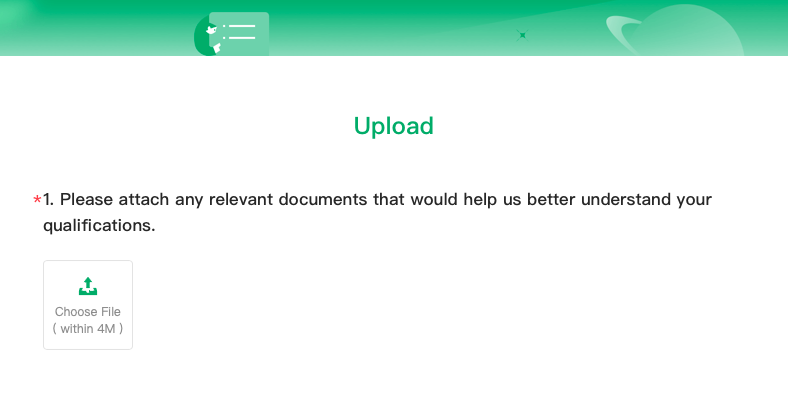 Upload
*1. Please attach any relevant documents that would help us better understand your
qualifications.
Choose File
( within 4M )